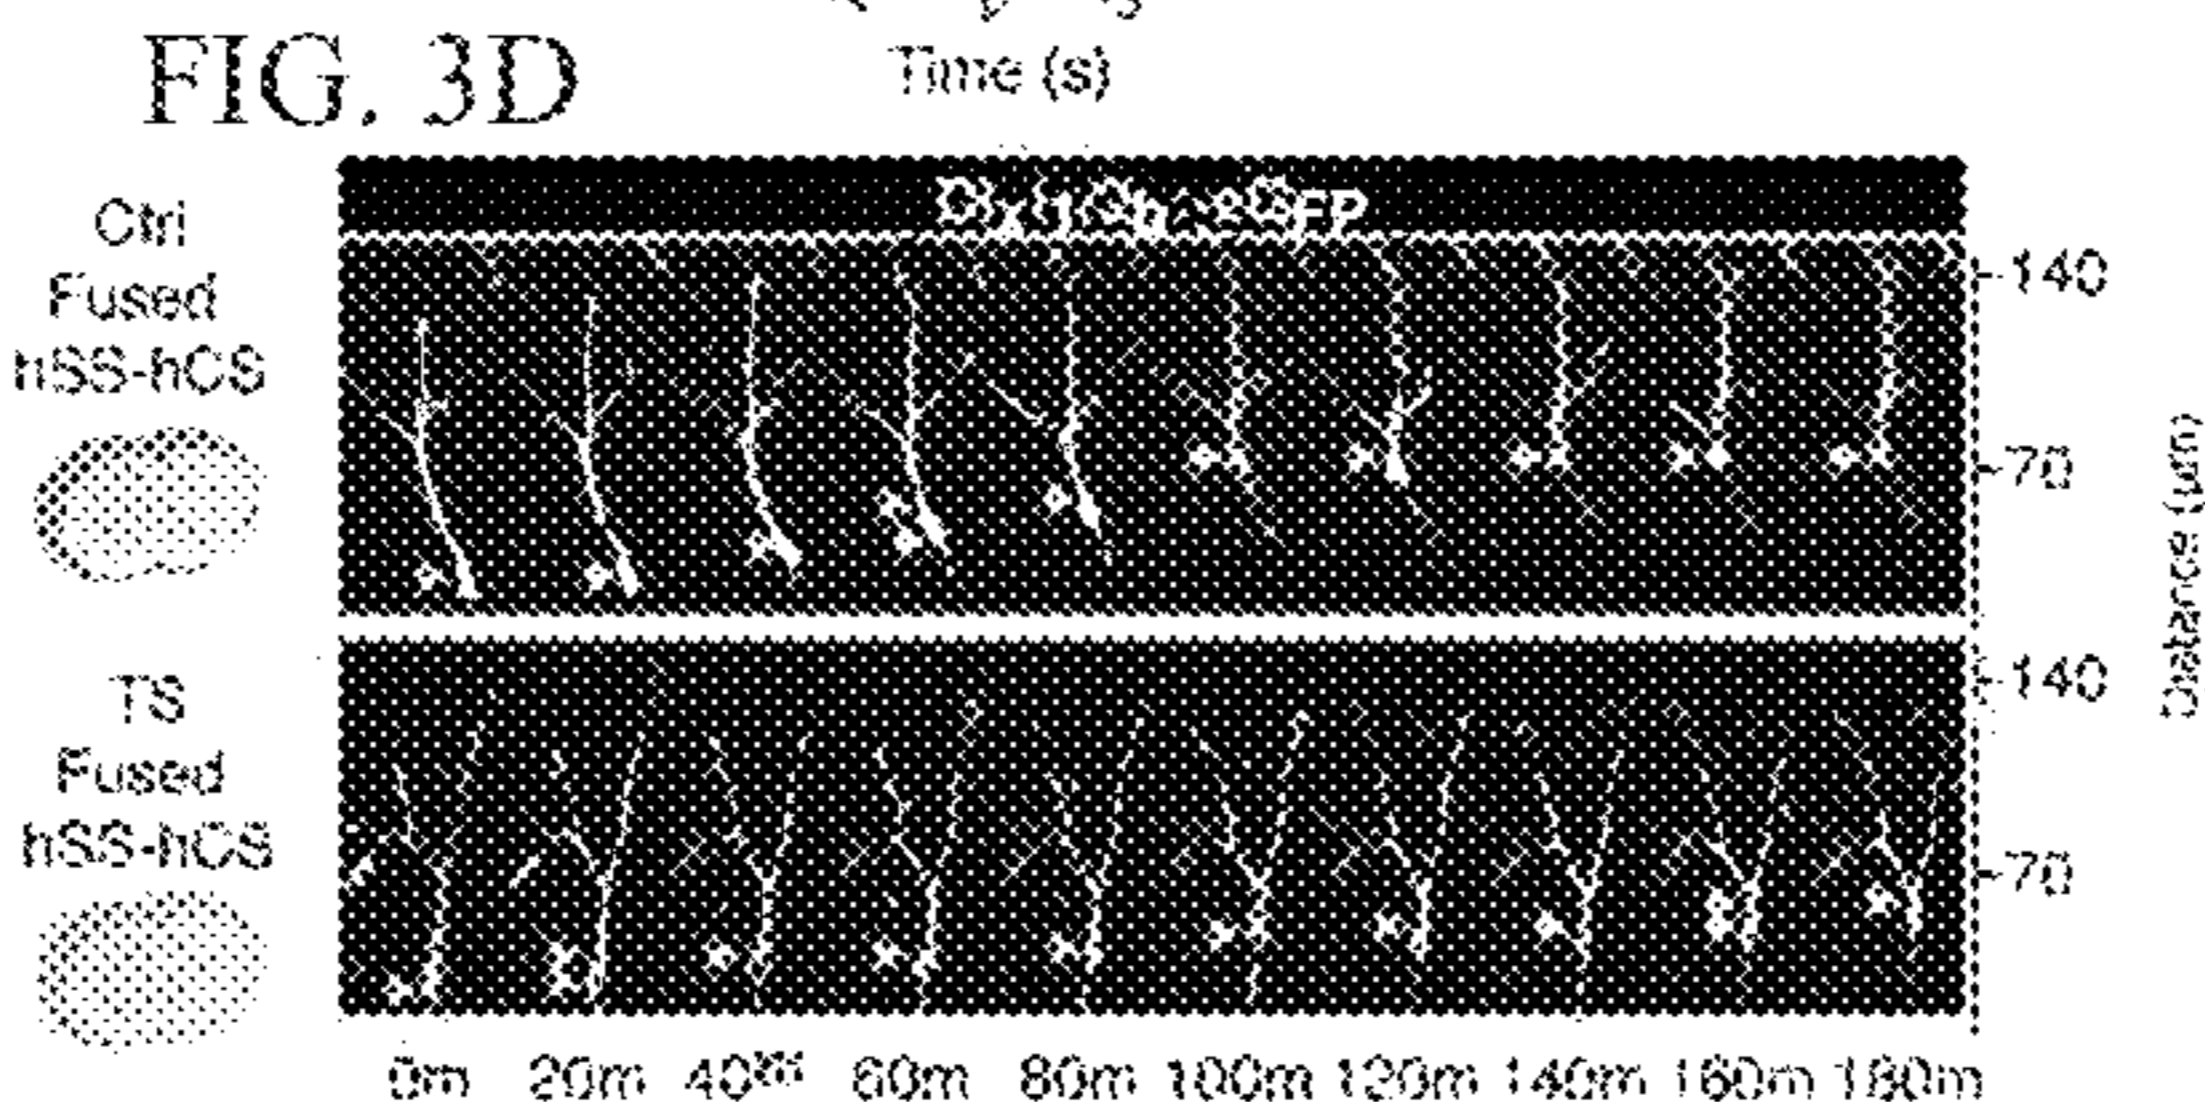 FIG. 3D
Time (s)
Ctrl
Fused
hSS-hCS
140
70
TS
Fused
hSS-hCS
140
70
Distance (μm)
0m 20m 40m 60m 80m 100m 120m 140m 160m 180m